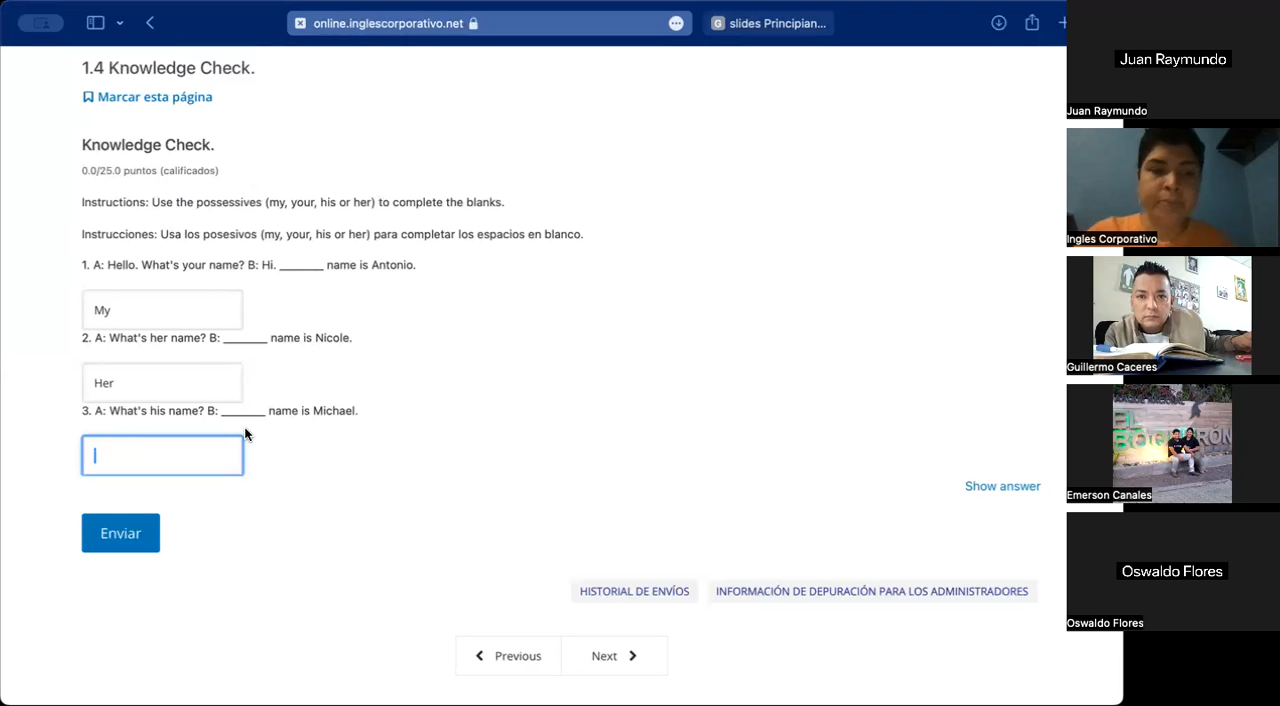 online.inglescorporativo.net
slides Principian...
1.4 Knowledge Check.
Marcar esta página
Knowledge Check.
0.0/25.0 puntos (calificados)
Instructions: Use the possessives (my, your, his or her) to complete the blanks.
Instrucciones: Usa los posesivos (my, your, his or her) para completar los espacios en blanco.
1. A: Hello. What's your name? B: Hi. _______ name is Antonio.
My
2. A: What's her name? B: _______ name is Nicole.
Her
3. A: What's his name? B: _______ name is Michael.
Show answer
Enviar
HISTORIAL DE ENVÍOS
INFORMACIÓN DE DEPURACIÓN PARA LOS ADMINISTRADORES
Previous
Next
Juan Raymundo
Juan Raymundo
Ingles Corporativo
Guillermo Caceres
EL
BOQUERÓN
Emerson Canales
Oswaldo Flores
Oswaldo Flores